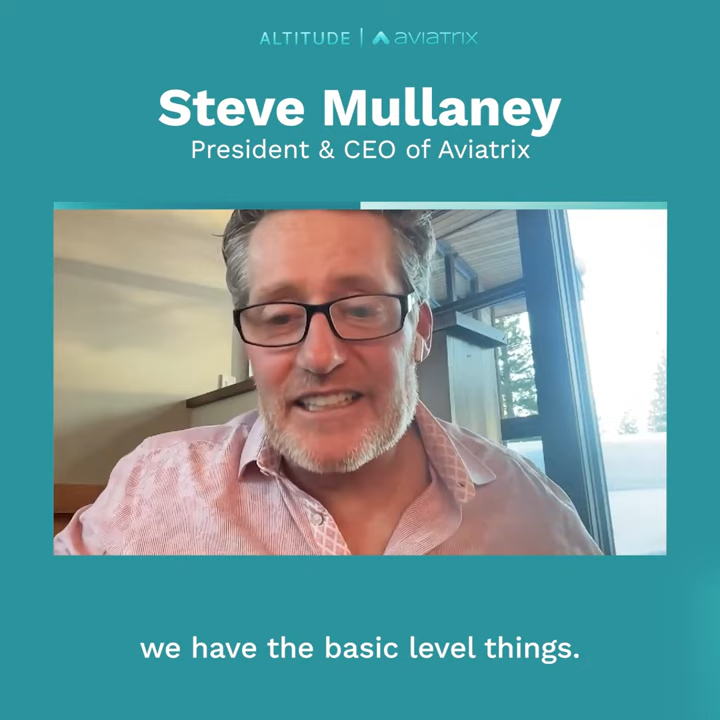 ALTITUDE | aviatrix
Steve Mullaney
President & CEO of Aviatrix
we have the basic level things.